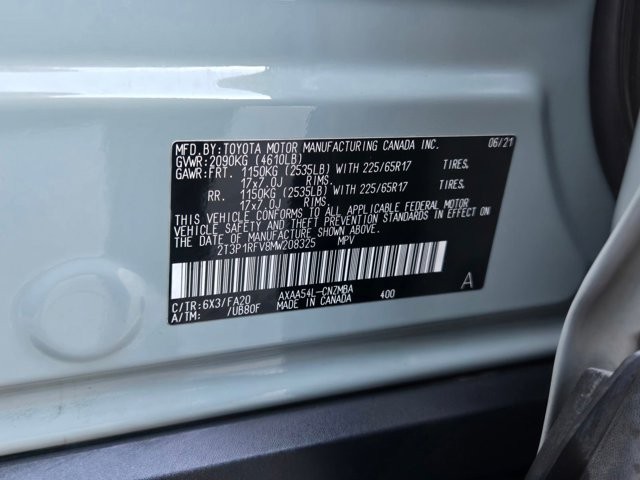 MFD.BY:TOYOTA MOTOR MANUFACTURING CANADA INC. 06/21
GVWR:2090KG (4610LB)
GAWR:FRT. 1150KG (2535LB) WITH 225/65R17 TIRES,
17x7.0J RIMS,
RR. 1150KG (2535LB) WITH 225/65R17 TIRES,
17x7.0J RIMS.
THIS VEHICLE CONFORMS TO ALL APPLICABLE FEDERAL MOTOR
VEHICLE SAFETY AND THEFT PREVENTION STANDARDS IN EFFECT ON
THE DATE OF MANUFACTURE SHOWN ABOVE.
2T3P1RFV8MW208325 MPV
C/TR:6X3/FA20 AXAA54L-CNZMBA 400 A
A/TM: /UB80F MADE IN CANADA